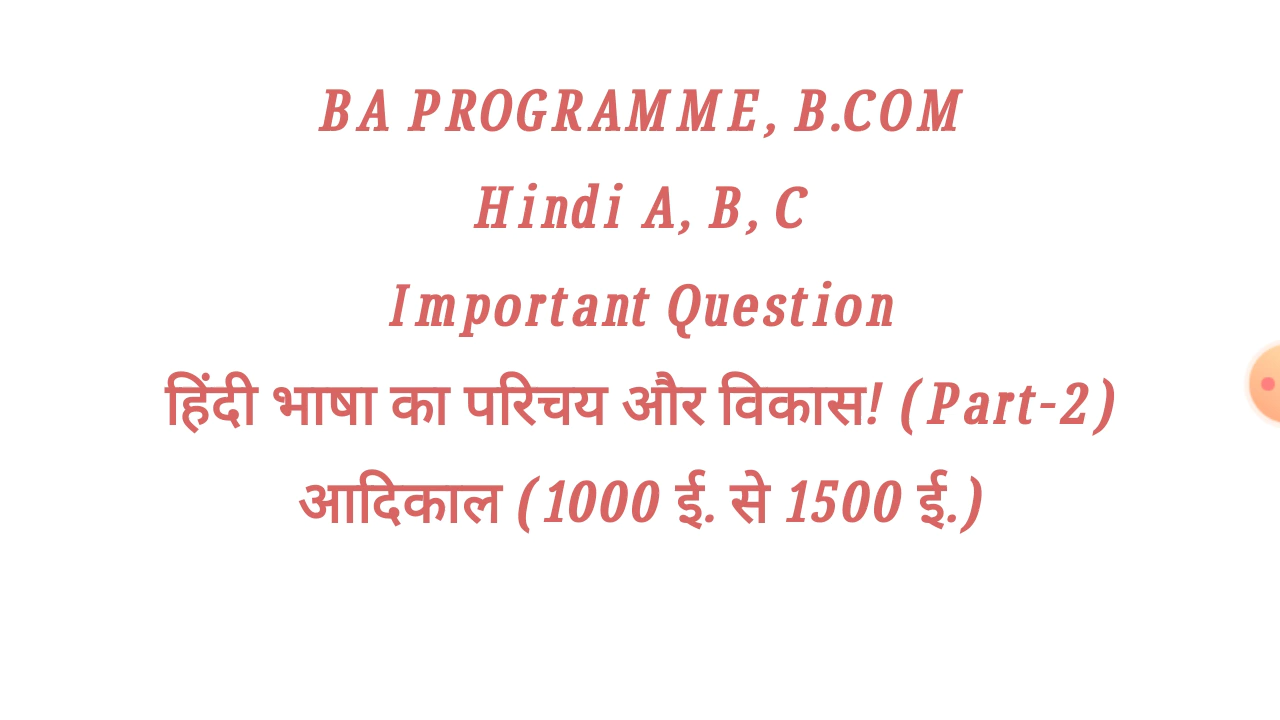 BA PROGRAMME, B.COM
Hindi A, B, C
Important Question
हिंदी भाषा का परिचय और विकास! (Part-2)
आदिकाल (1000 ई. से 1500 ई.)